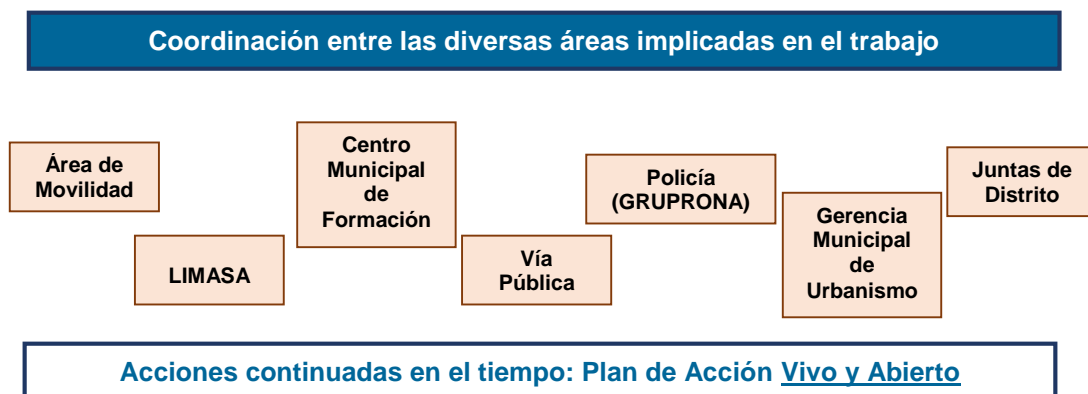 Coordinación entre las diversas áreas implicadas en el trabajo
Área de
Movilidad
LIMASA
Centro
Municipal
de
Formación
Vía
Pública
Policía
(GRUPRONA)
Gerencia
Municipal
de
Urbanismo
Juntas de
Distrito
Acciones continuadas en el tiempo: Plan de Acción Vivo y Abierto